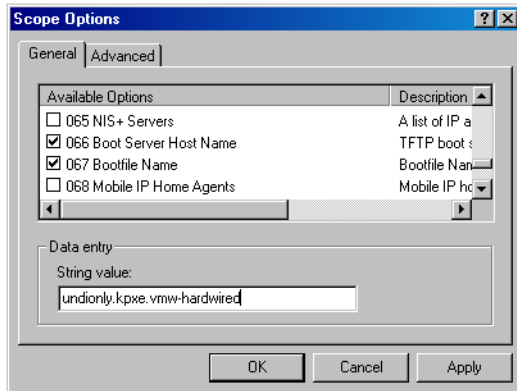 Scope Options
General Advanced
Available Options Description
065 NIS+ Servers A list of IP a
066 Boot Server Host Name TFTP boot s
067 Bootfile Name Bootfile Nam
068 Mobile IP Home Agents Mobile IP ho
Data entry
String value:
undionly.kpxe.vmw-hardwired
OK Cancel Apply